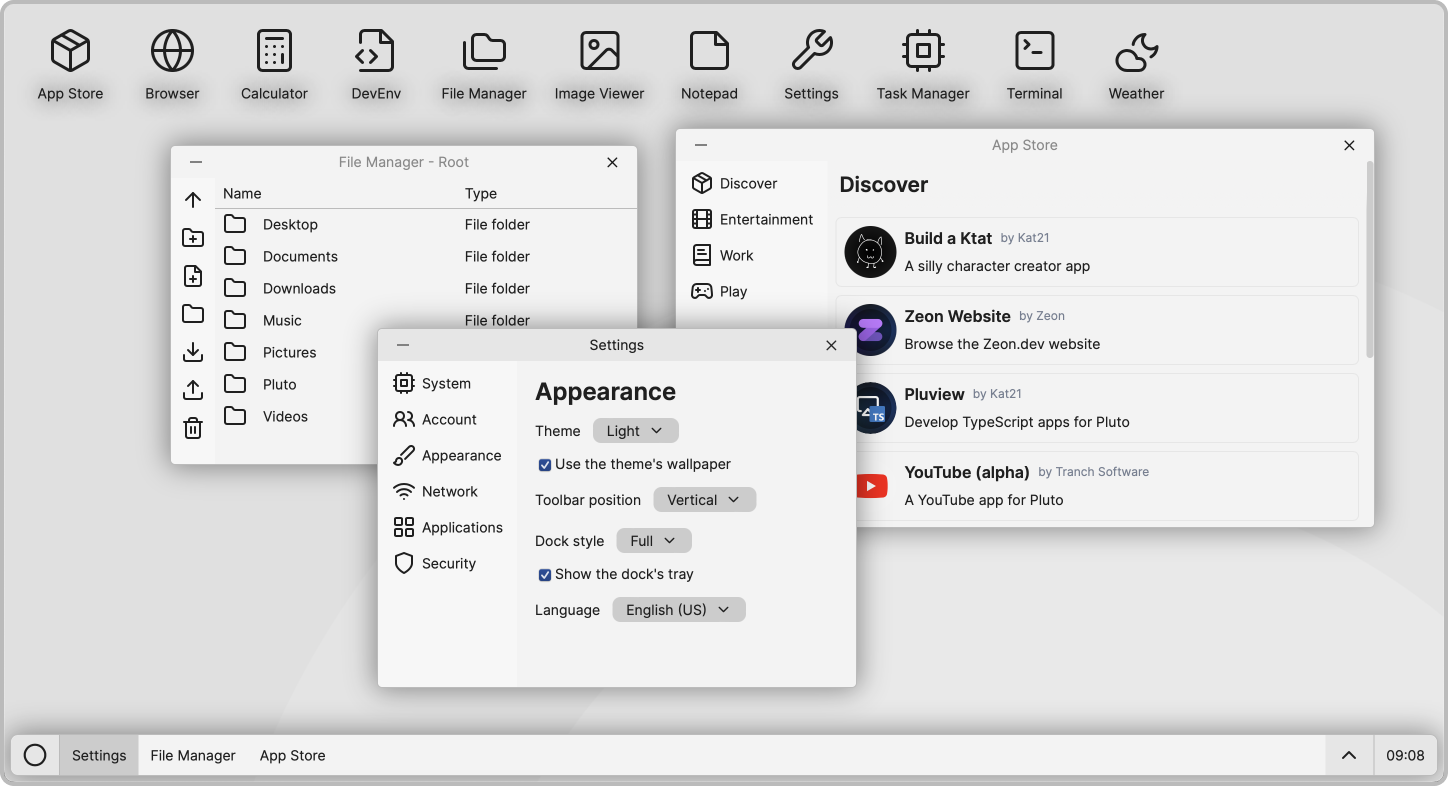 App Store Browser Calculator DevEnv File Manager Image Viewer Notepad Settings Task Manager Terminal Weather
File Manager - Root
Name Type
Desktop File folder
Documents File folder
Downloads File folder
Music File folder
Pictures
Pluto
Videos
App Store
Discover
Entertainment
Work
Play
Discover
Build a Ktat by Kat21
A silly character creator app
Zeon Website by Zeon
Browse the Zeon.dev website
TS
Pluview by Kat21
Develop TypeScript apps for Pluto
YouTube (alpha) by Tranch Software
A YouTube app for Pluto
Settings
System
Account
Appearance
Network
Applications
Security
Appearance
Theme Light
Use the theme's wallpaper
Toolbar position Vertical
Dock style Full
Show the dock's tray
Language English (US)
Settings File Manager App Store 09:08